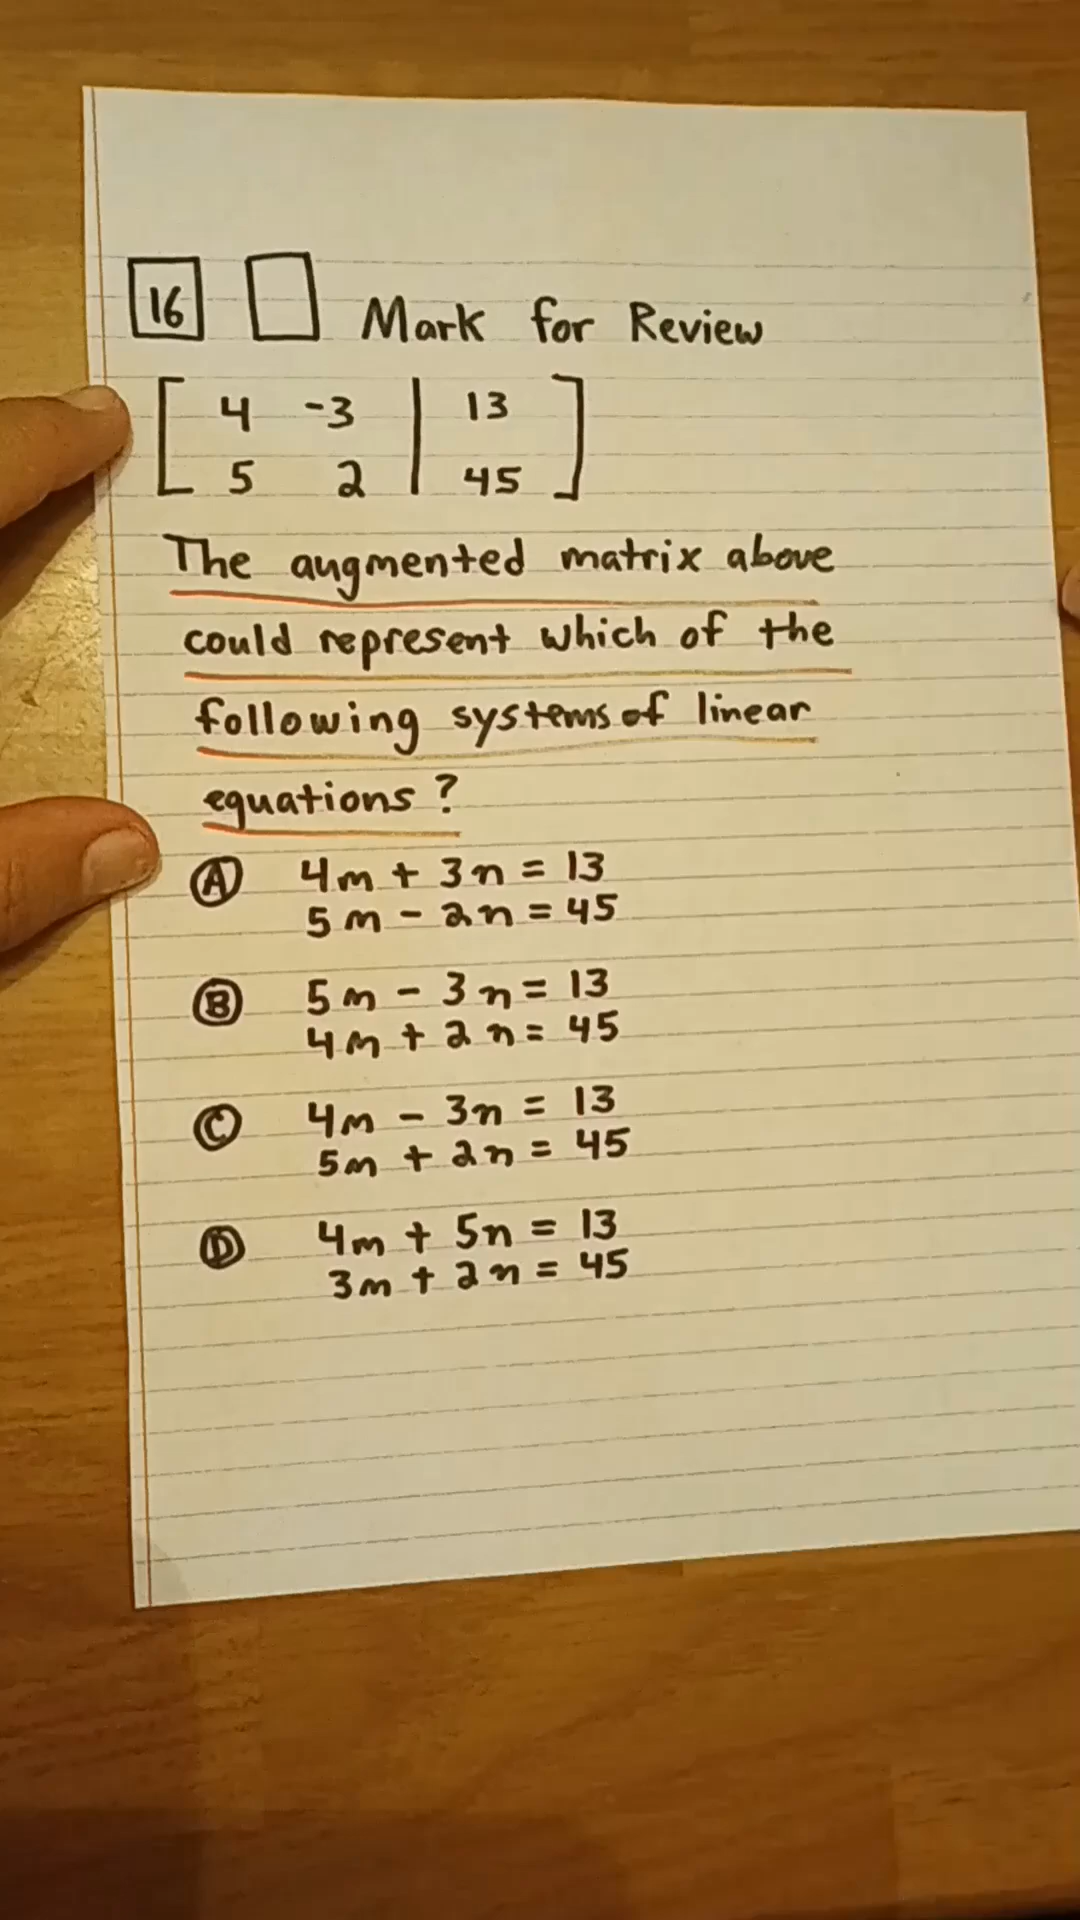 16 Mark for Review
4 -3 | 13
5 2 | 45
The augmented matrix above
could represent which of the
following systems of linear
equations?
A 4m + 3n = 13
5m - 2n = 45
B 5m - 3n = 13
4m + 2n = 45
C 4m - 3n = 13
5m + 2n = 45
D 4m + 5n = 13
3m + 2n = 45